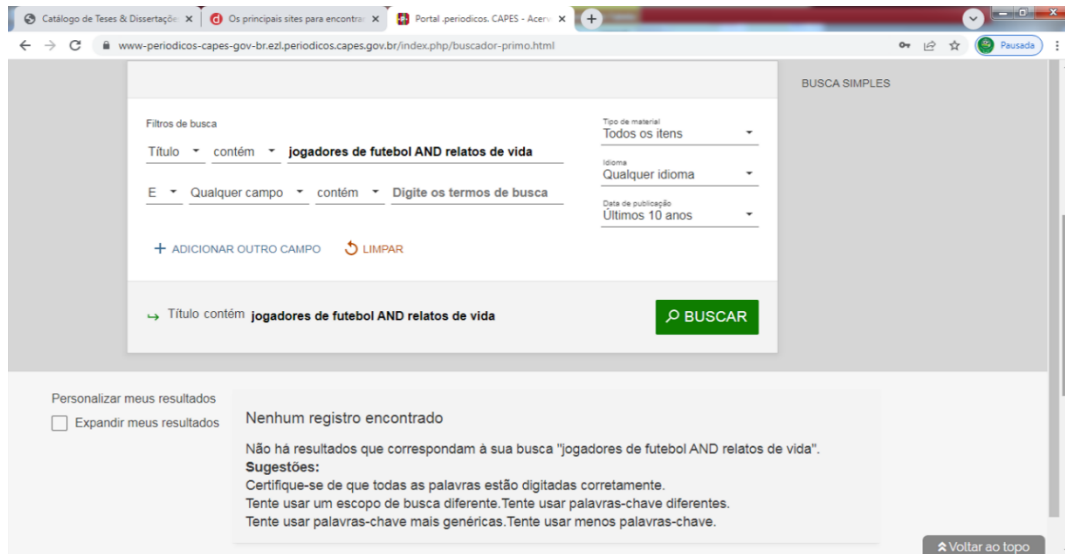 Catálogo de Teses & Dissertaçõe
Os principais sites para encontra
Portal .periodicos. CAPES - Acerv
www-periodicos-capes-gov-br.ezl.periodicos.capes.gov.br/index.php/buscador-primo.html
Pausada
BUSCA SIMPLES
Filtros de busca
Tipo de material
Todos os itens
Título contém jogadores de futebol AND relatos de vida
Idioma
Qualquer idioma
E Qualquer campo contém Digite os termos de busca
Data de publicação
Últimos 10 anos
+ ADICIONAR OUTRO CAMPO LIMPAR
Título contém jogadores de futebol AND relatos de vida
BUSCAR
Personalizar meus resultados
Expandir meus resultados
Nenhum registro encontrado
Não há resultados que correspondam à sua busca "jogadores de futebol AND relatos de vida".
Sugestões:
Certifique-se de que todas as palavras estão digitadas corretamente.
Tente usar um escopo de busca diferente.Tente usar palavras-chave diferentes.
Tente usar palavras-chave mais genéricas.Tente usar menos palavras-chave.
Voltar ao topo